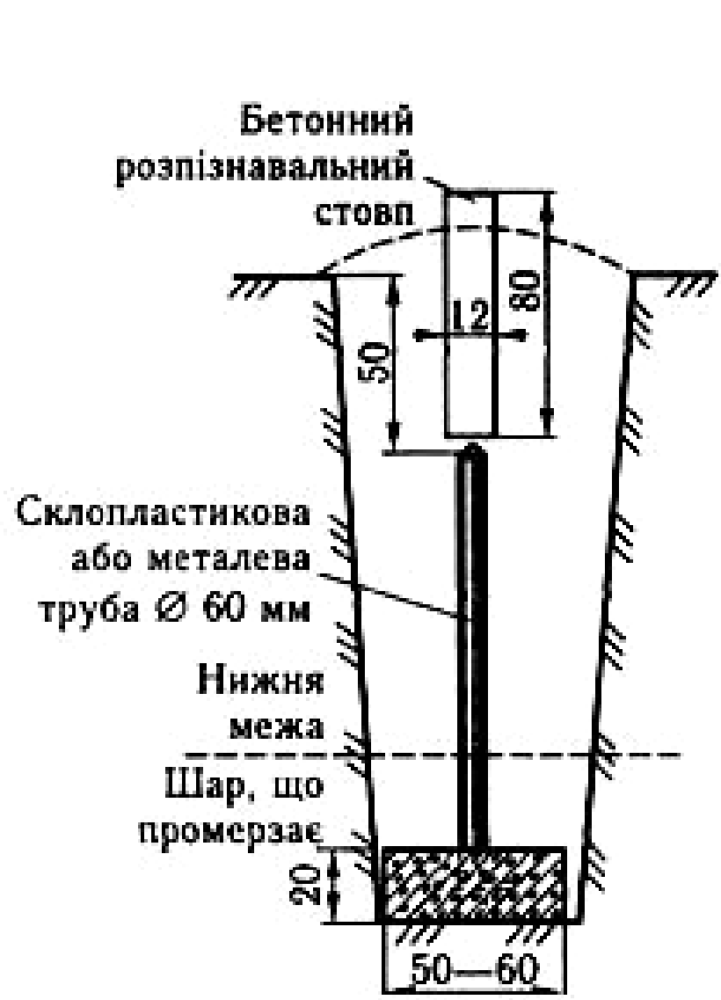 Бетонний
розпізнавальний
стовп
12
80
50
Склопластикова
або металева
труба ∅ 60 мм
Нижня
межа
Шар, що
промерзає
20
50—60